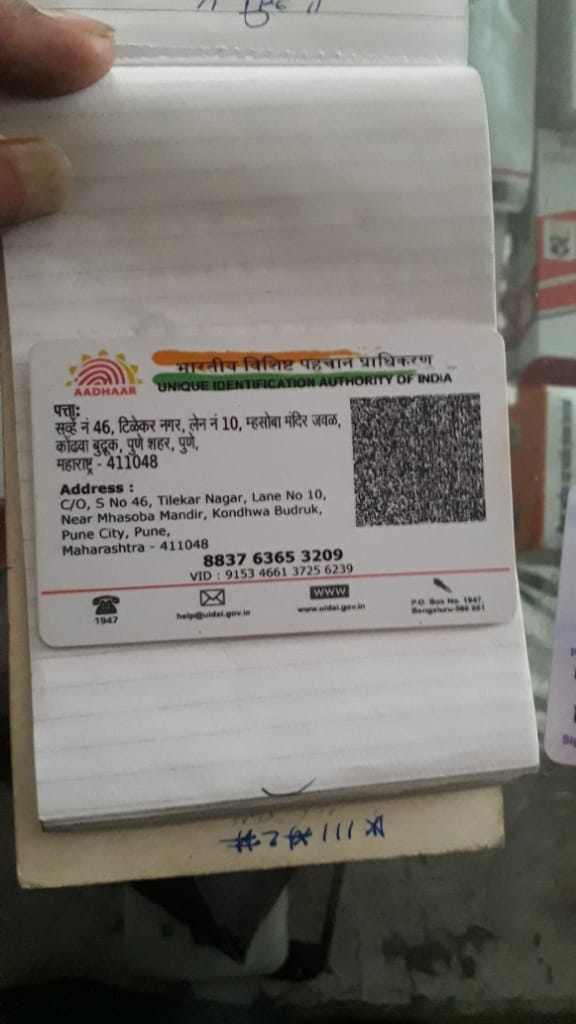 भारतीय विशिष्ट पहचान प्राधिकरण
UNIQUE IDENTIFICATION AUTHORITY OF INDIA
AADHAAR
पत्ता:
सर्व्हे नं 46, टिळेकर नगर, लेन नं 10, म्हसोबा मंदिर जवळ,
कोंढवा बुद्रूक, पुणे शहर, पुणे,
महाराष्ट्र - 411048
Address :
C/O, S No 46, Tilekar Nagar, Lane No 10,
Near Mhasoba Mandir, Kondhwa Budruk,
Pune City, Pune,
Maharashtra - 411048
8837 6365 3209
VID : 9153 4661 3725 6239
1947
help@uidai.gov.in
www
www.uidai.gov.in
P.O. Box No. 1947,
Bengaluru-560 001